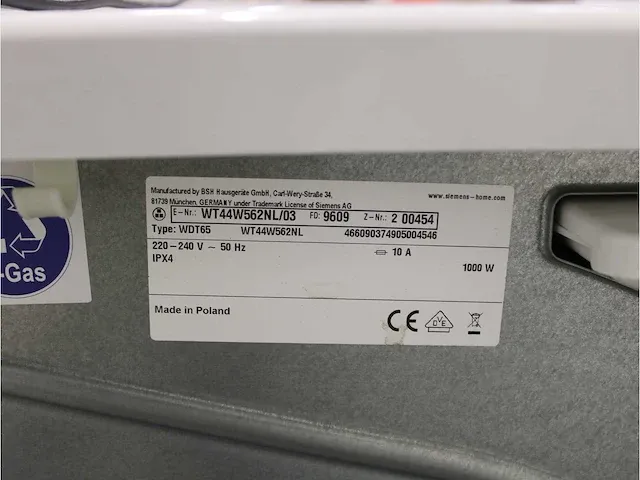 Manufactured by BSH Hausgeräte GmbH, Carl-Wery-Straße 34, www.siemens-home.com
81739 München, GERMANY under Trademark License of Siemens AG
E-Nr.: WT44W562NL/03 FD: 9609 Z-Nr.: 2 00454
Type: WDT65 WT44W562NL 466090374905004546
220-240 V ~ 50 Hz 10 A
IPX4 1000 W
Made in Poland CE VDE
-Gas